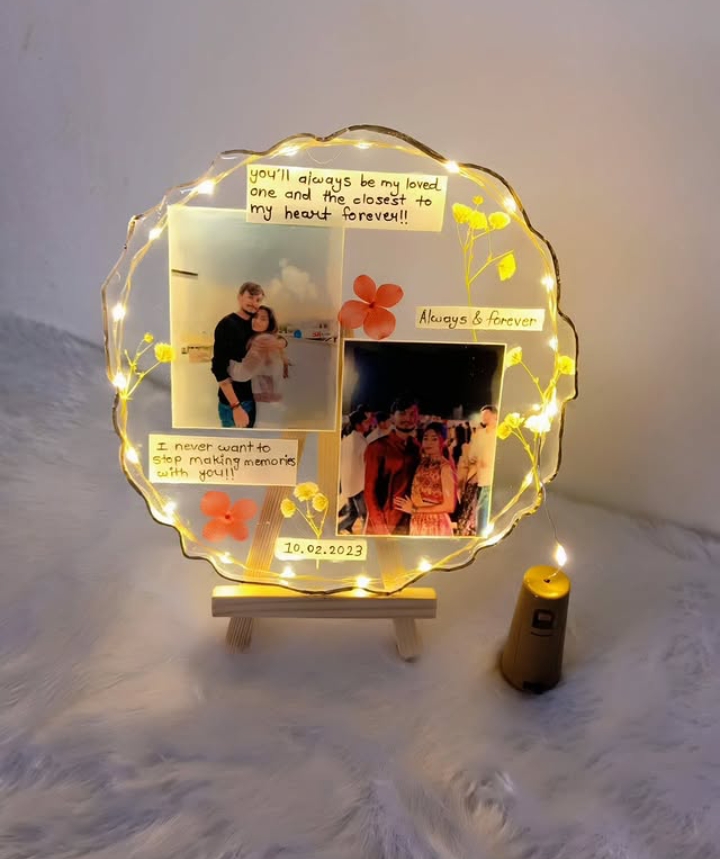 you'll always be my loved
one and the closest to
my heart forever!!
Always & forever
I never want to
stop making memories
with you!!
10.02.2023